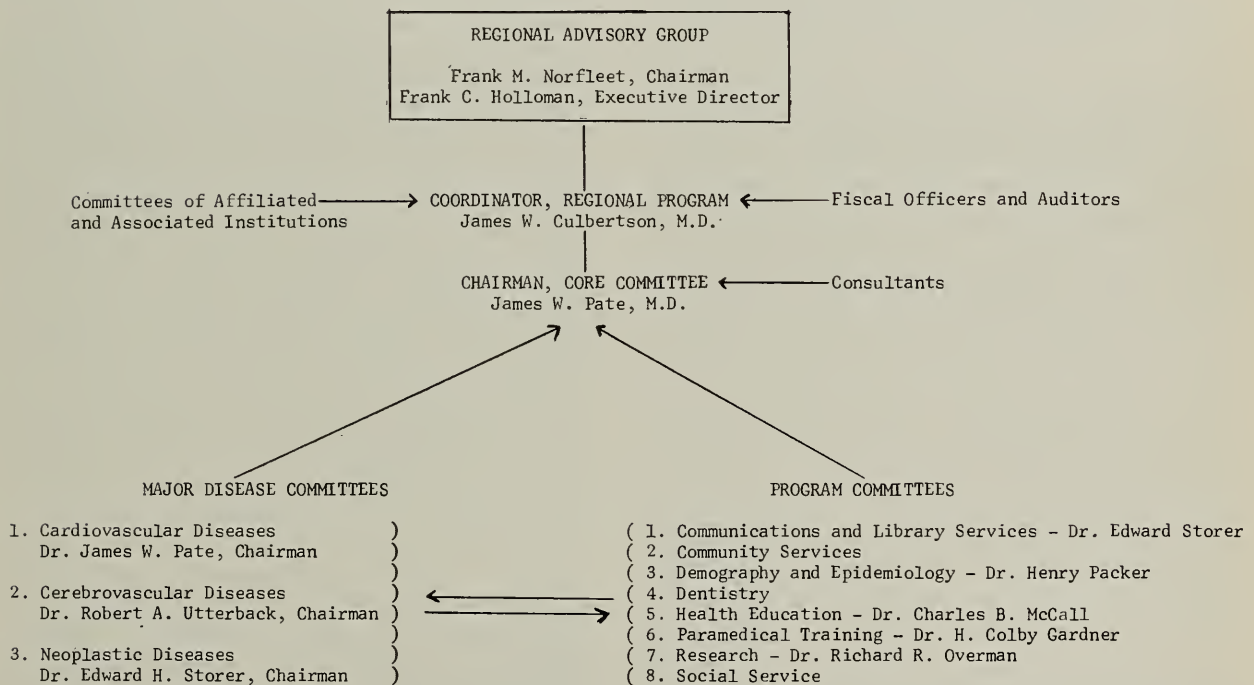 REGIONAL ADVISORY GROUP
Frank M. Norfleet, Chairman
Frank C. Holloman, Executive Director
Committees of Affiliated
and Associated Institutions
COORDINATOR, REGIONAL PROGRAM
James W. Culbertson, M.D.
Fiscal Officers and Auditors
CHAIRMAN, CORE COMMITTEE
James W. Pate, M.D.
Consultants
MAJOR DISEASE COMMITTEES
1. Cardiovascular Diseases )
Dr. James W. Pate, Chairman )
)
2. Cerebrovascular Diseases )
Dr. Robert A. Utterback, Chairman )
)
3. Neoplastic Diseases )
Dr. Edward H. Storer, Chairman )
PROGRAM COMMITTEES
( 1. Communications and Library Services - Dr. Edward Storer
( 2. Community Services
( 3. Demography and Epidemiology - Dr. Henry Packer
( 4. Dentistry
( 5. Health Education - Dr. Charles B. McCall
( 6. Paramedical Training - Dr. H. Colby Gardner
( 7. Research - Dr. Richard R. Overman
( 8. Social Service